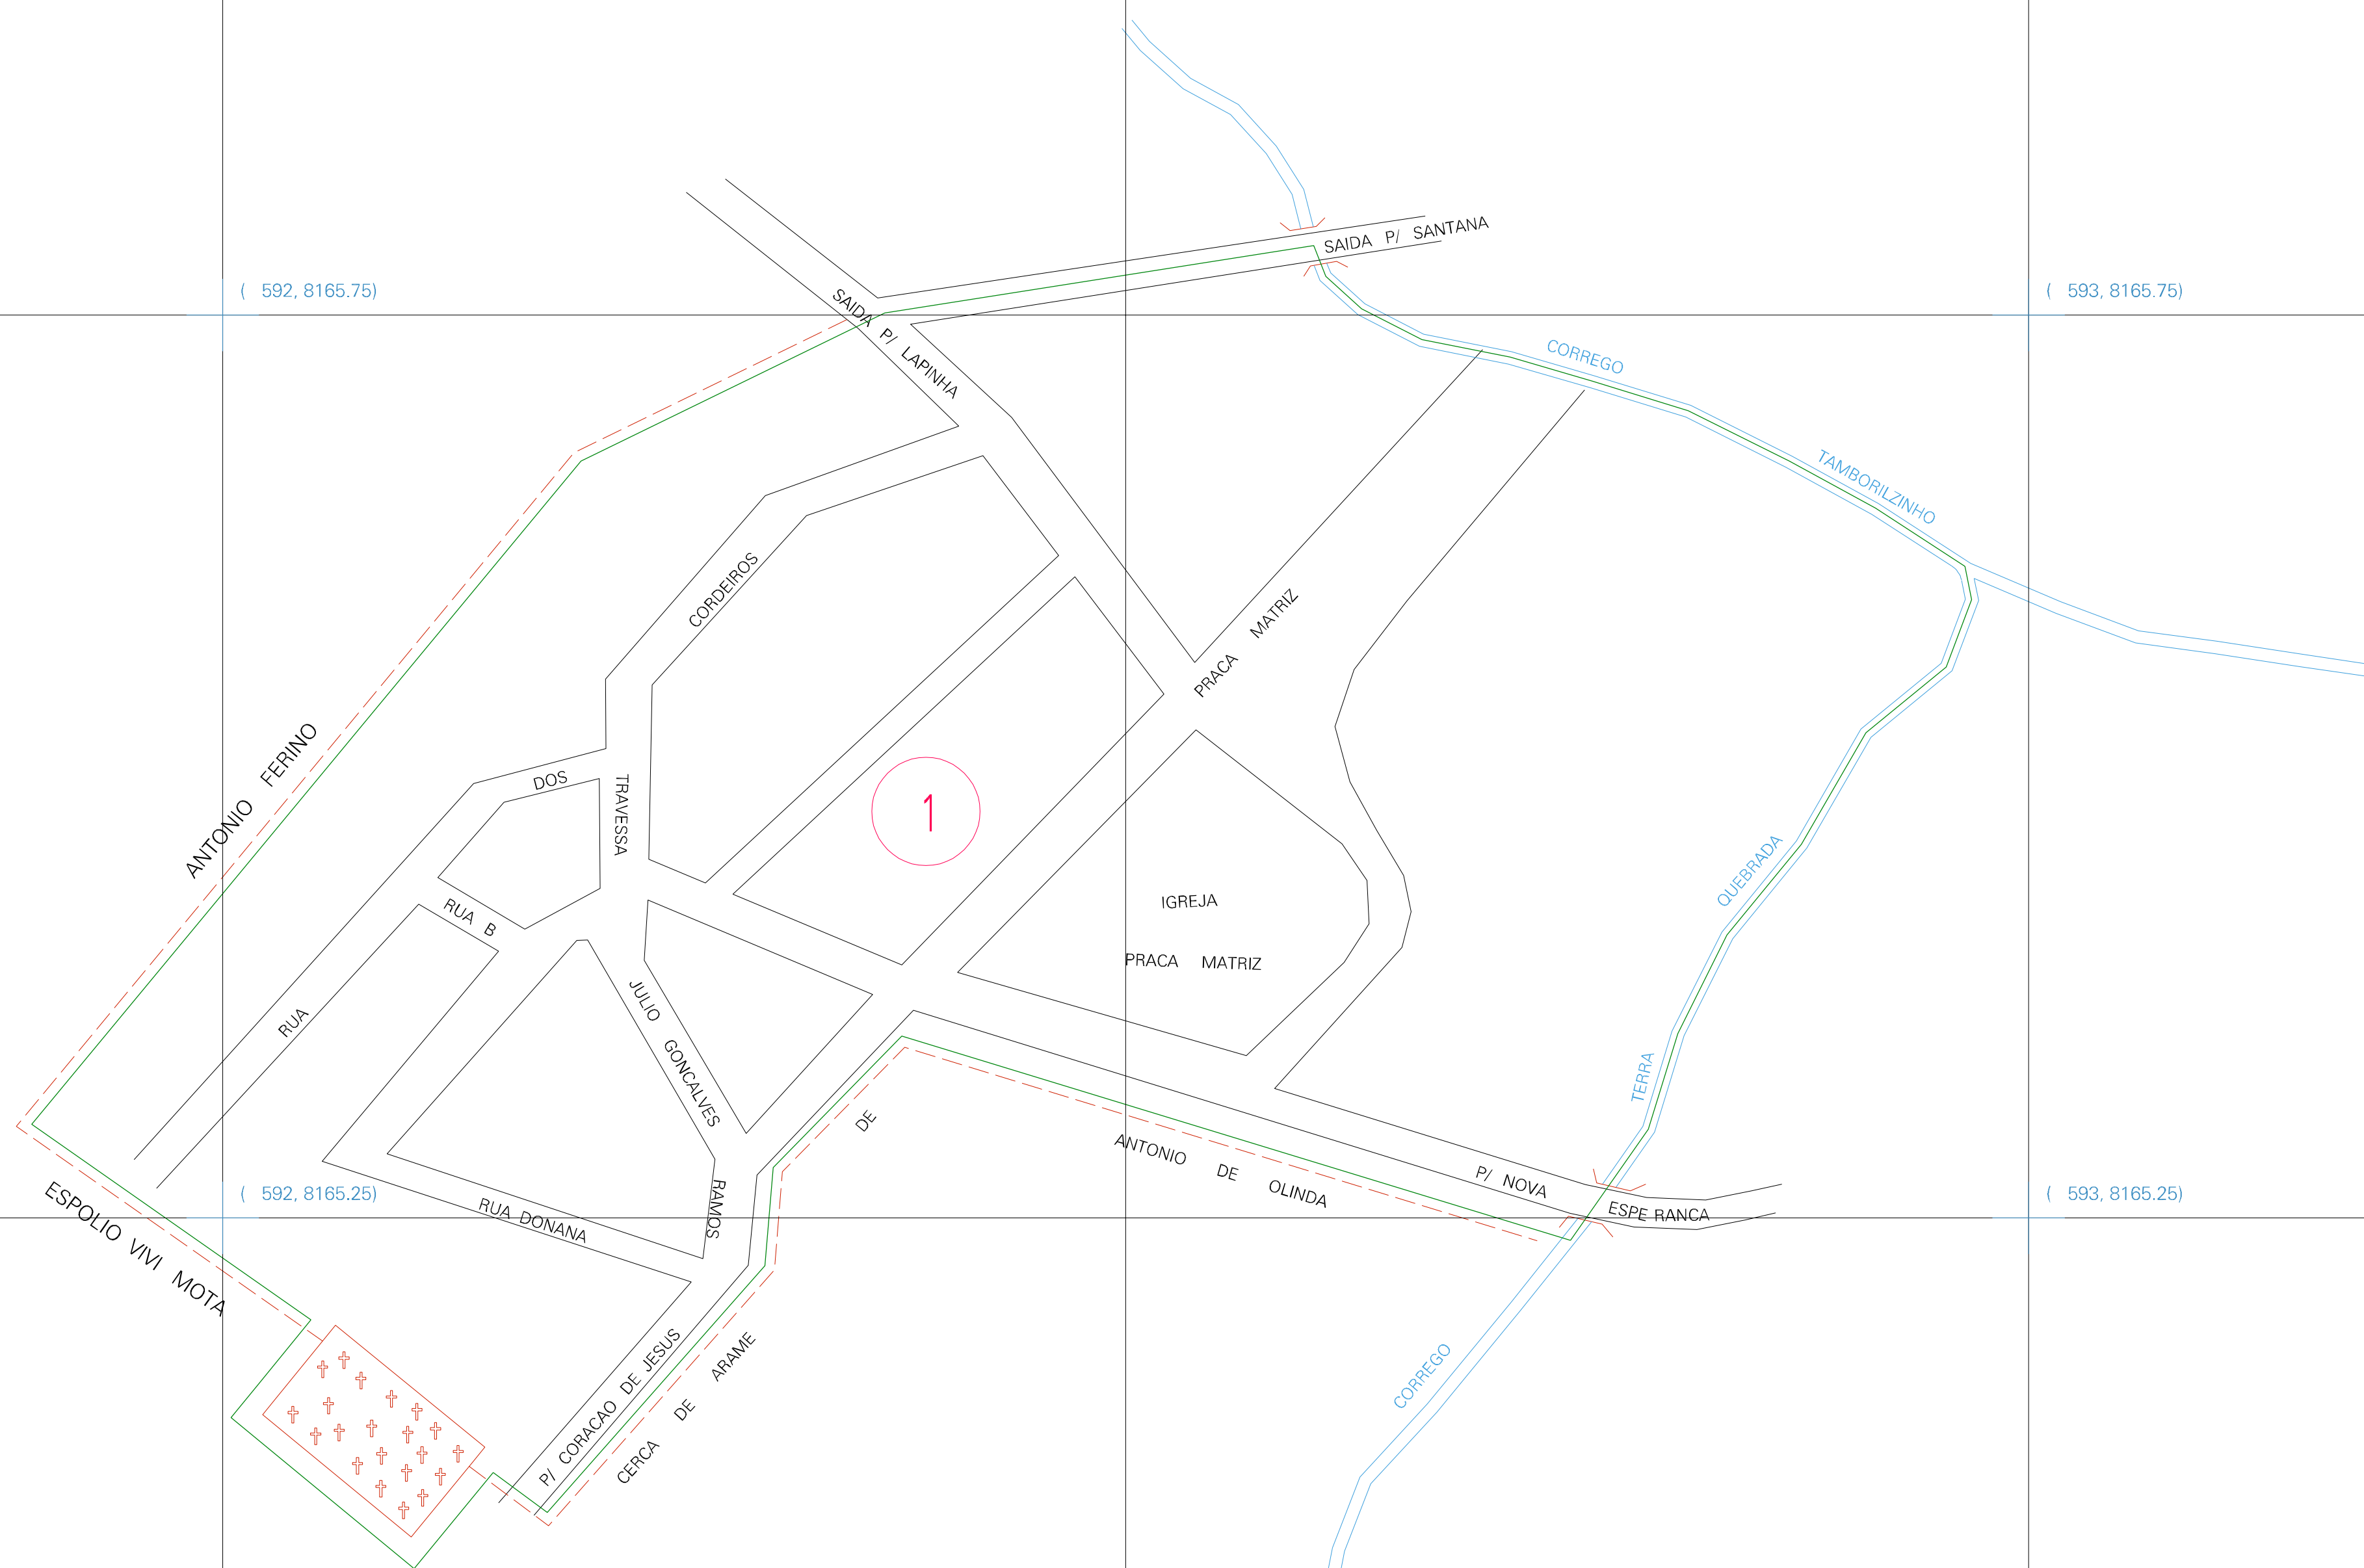 SAIDA P/ SANTANA
( 592, 8165.75)
( 593, 8165.75)
SAIDA P/ LAPINHA
CORREGO
TAMBORILZINHO
CORDEIROS
PRACA MATRIZ
ANTONIO FERINO
DOS
TRAVESSA
1
QUEBRADA
IGREJA
RUA B
PRACA MATRIZ
RUA
JULIO GONCALVES
TERRA
DE
ANTONIO DE OLINDA
P/ NOVA
ESPE RANCA
( 592, 8165.25)
( 593, 8165.25)
ESPOLIO VIVI MOTA
RUA DONANA
RAMOS
P/ CORACAO DE JESUS
CERCA DE ARAME
CORREGO